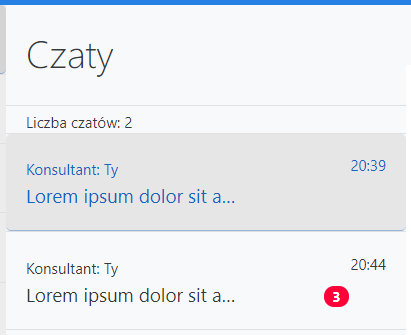 Czaty
Liczba czatów: 2
Konsultant: Ty
20:39
Lorem ipsum dolor sit a...
Konsultant: Ty
20:44
Lorem ipsum dolor sit a...
3